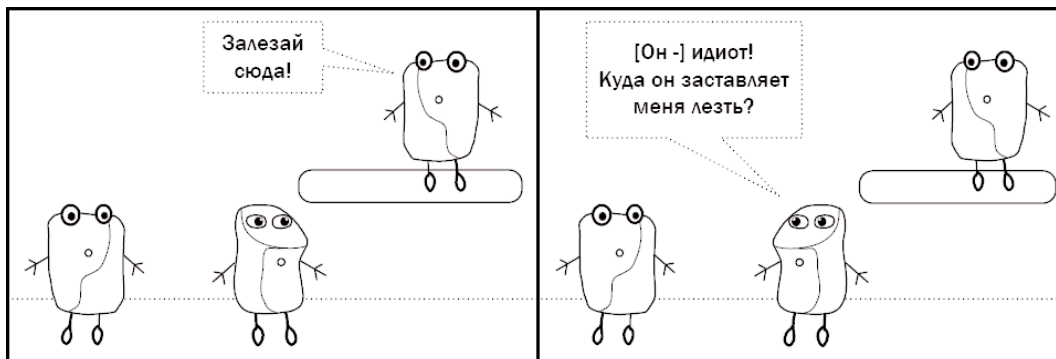 Залезай
сюда!
[Он -] идиот!
Куда он заставляет
меня лезть?